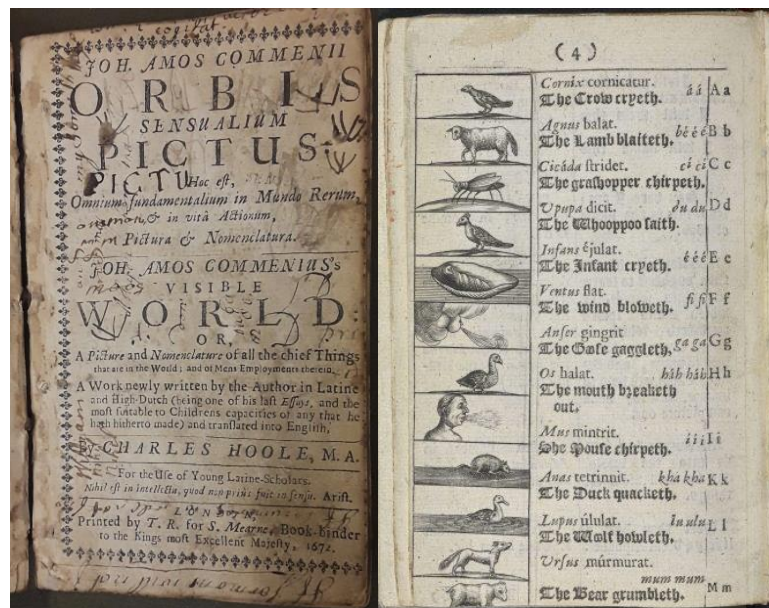 JOH. AMOS COMMENII
ORBIS
SENSUALIUM
PICTUS:
PICTU
Hoc est,
Omnium fundamentalium in Mundo Rerum,
& in vitâ Actionum,
Pictura & Nomenclatura.
JOH. AMOS COMMENIUS's
VISIBLE
WORLD:
OR,
A Picture and Nomenclature of all the chief Things
that are in the World; and of Mens Employments therein.
A Work newly written by the Author in Latine
and High-Dutch (being one of his last Essays, and the
most suitable to Childrens capacities of any that he
hath hitherto made) and translated into English,
CHARLES HOOLE, M.A.
For the Use of Young Latine-Scholars.
Nihil est in intellectu, quod non prius fuit in sensu. Arist.
LONDON
Printed by T. R. for S. Mearne, Book-binder
to the Kings most Excellent Majesty, 1672.
(4)
Cornix cornicatur. á á A a
The Crow cryeth.
Agnus balat. bé é é B b
The Lamb blaiteth.
Cicáda stridet. cí cí C c
The grashopper chirpeth.
Upupa dicit. du du D d
The Whooppoo saith.
Infans éjulat. é é é E e
The Infant cryeth.
Ventus flat. fi fi F f
The wind bloweth.
Anser gingrit ga ga G g
The Goose gaggleth.
Os halat. háh háh H h
The mouth breaketh
out.
Mus mintrit. i i i I i
The Mouse chirpeth.
Anas tetrinnit. kha kha K k
The Duck quacketh.
Lupus úlulat. lu ulu L l
The Wolf howleth.
Ursus múrmurat.
mum mum M m
The Bear grumbleth.